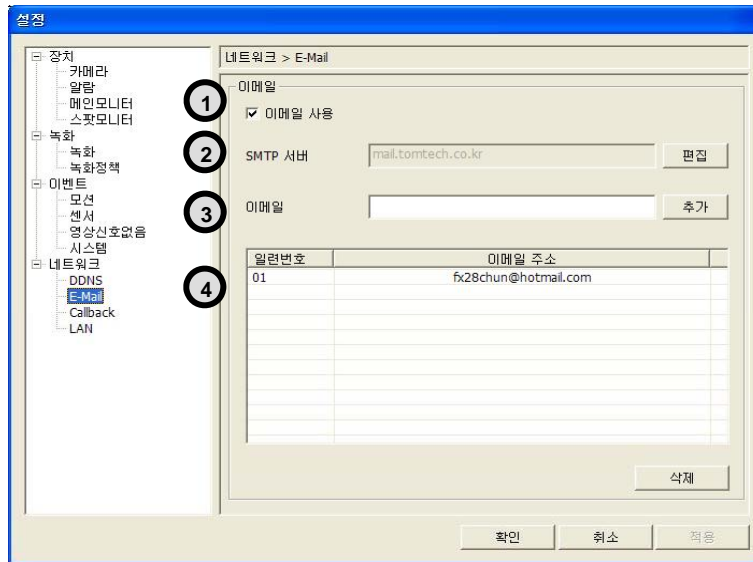 설정
장치
카메라
알람
메인모니터
스팟모니터
녹화
녹화
녹화정책
이벤트
모션
센서
영상신호없음
시스템
네트워크
DDNS
E-Mail
Callback
LAN
네트워크 > E-Mail
이메일
1
이메일 사용
2
SMTP 서버 mail.tomtech.co.kr 편집
3
이메일 추가
일련번호 이메일 주소
4
01 fx28chun@hotmail.com
삭제
확인 취소 적용